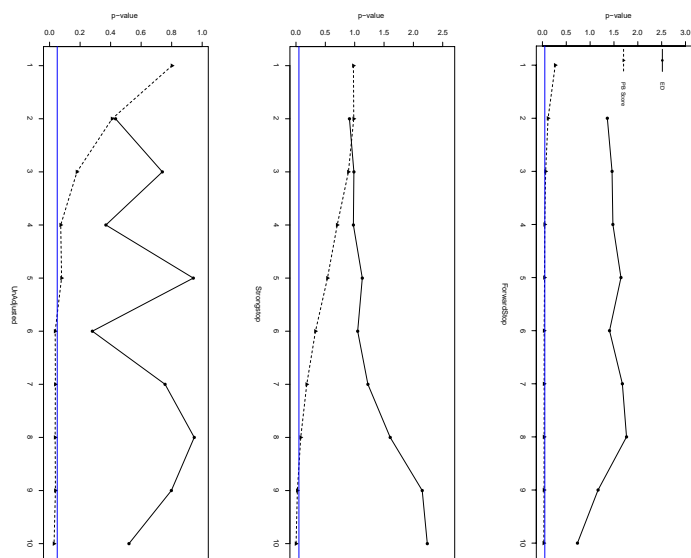 p-value
0.0 0.2 0.4 0.6 0.8 1.0
1 2 3 4 5 6 7 8 9 10
UnAdjusted
p-value
0.0 0.5 1.0 1.5 2.0 2.5
1 2 3 4 5 6 7 8 9 10
Strongstop
p-value
0.0 0.5 1.0 1.5 2.0 2.5 3.0
ED
PB Score
1 2 3 4 5 6 7 8 9 10
ForwardStop